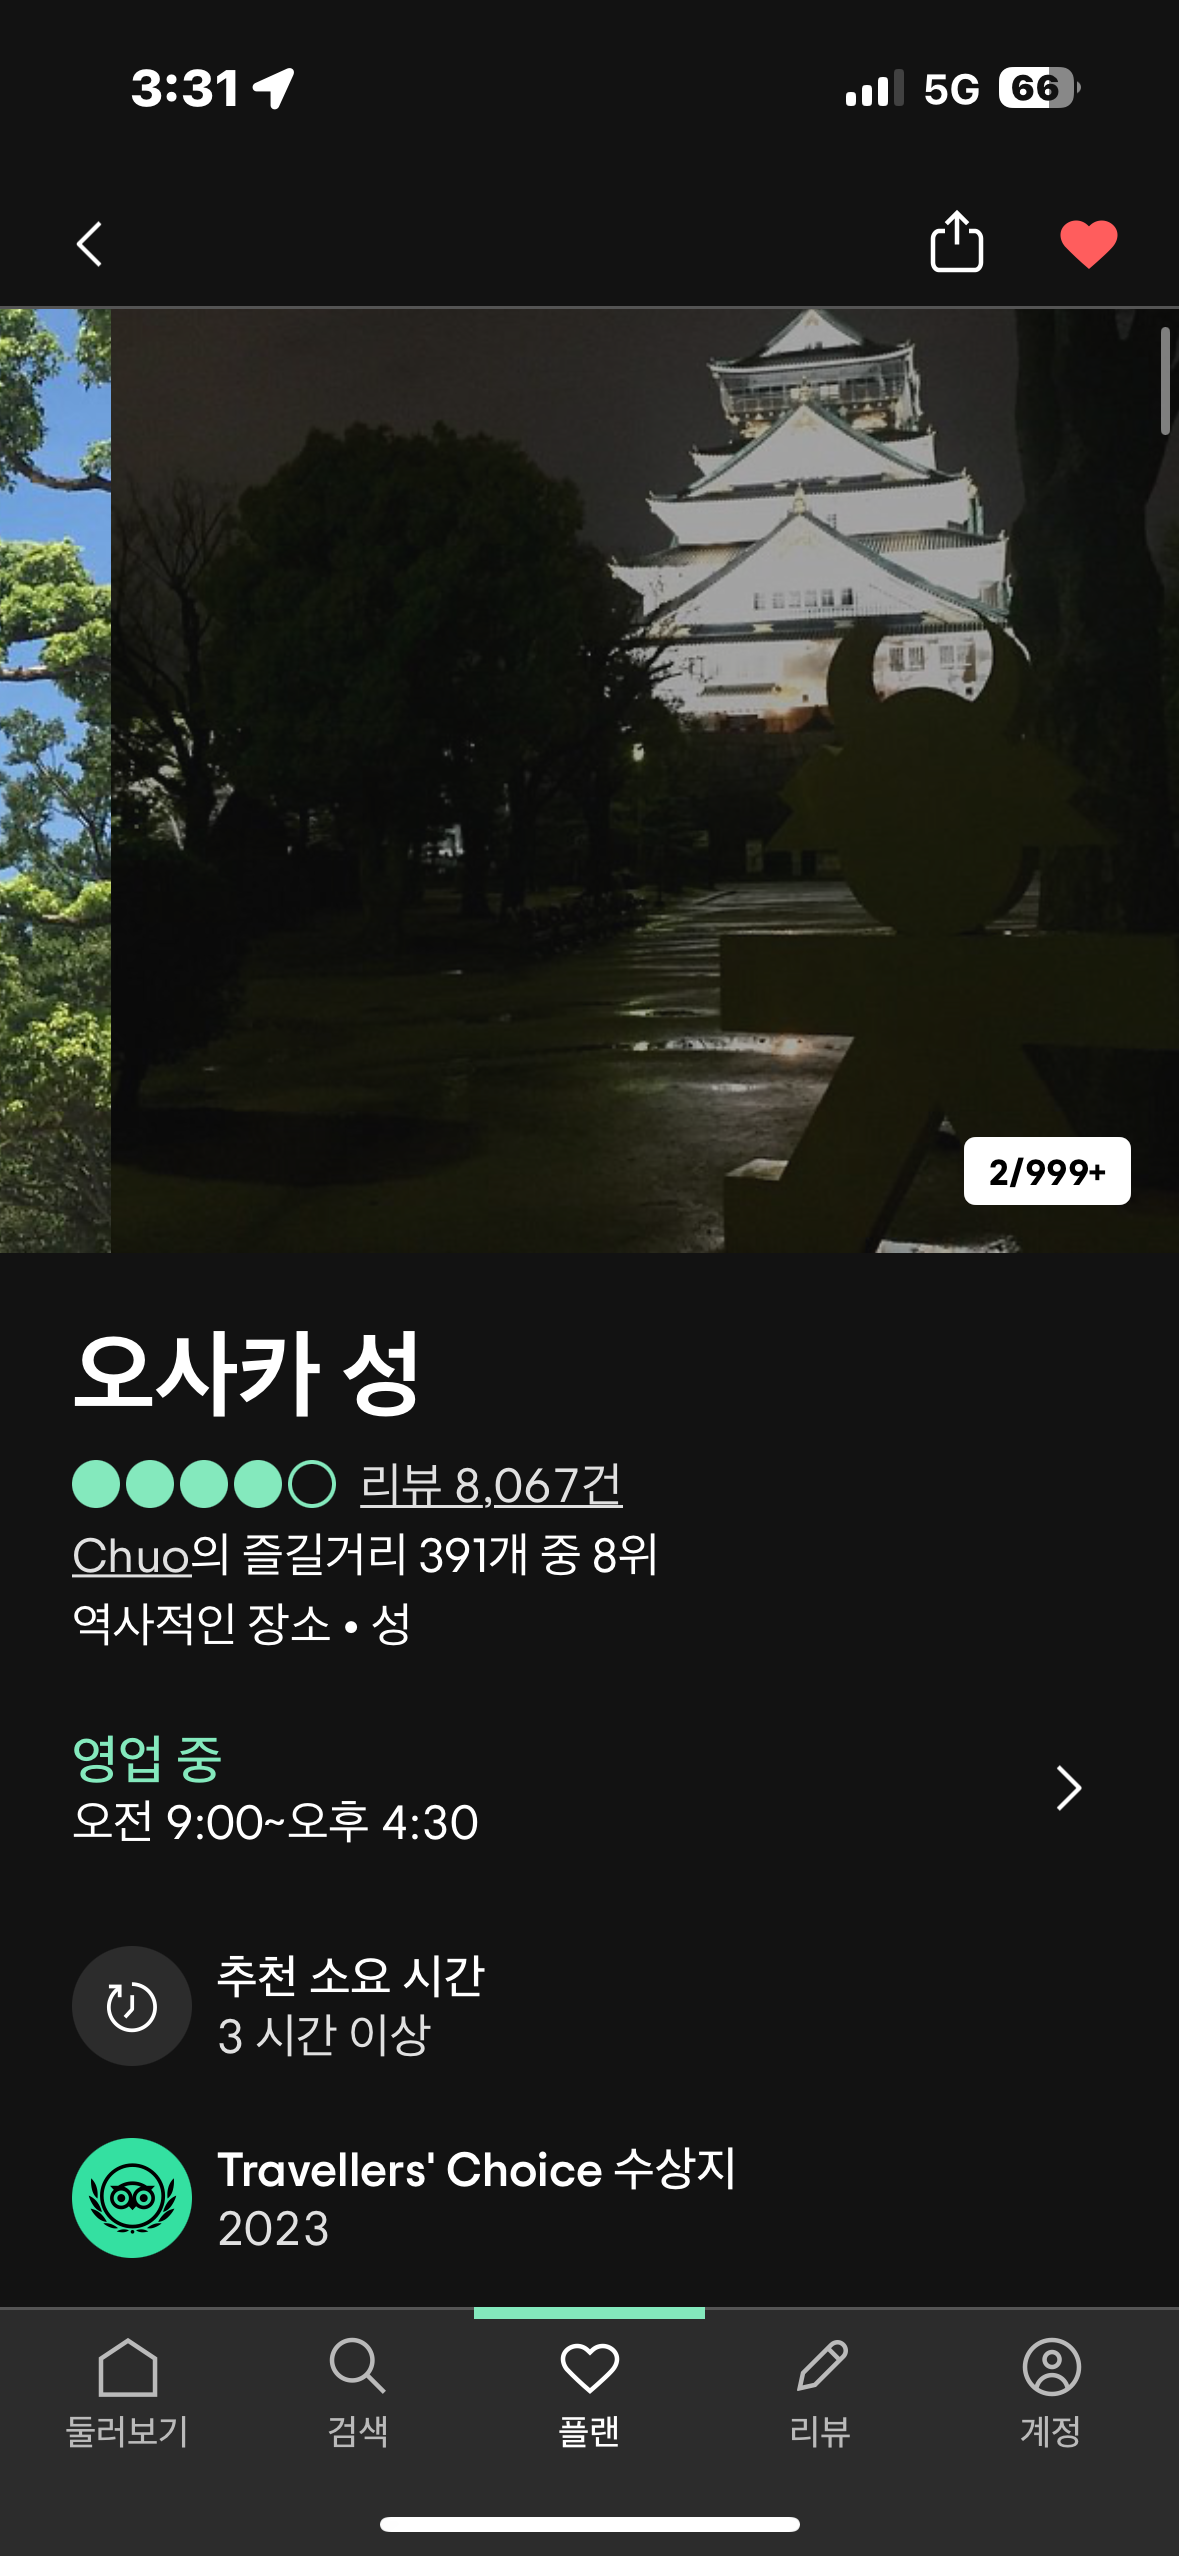 3:31
5G
66
2/999+
오사카 성
리뷰 8,067건
Chuo의 즐길거리 391개 중 8위
역사적인 장소 • 성
영업 중
오전 9:00~오후 4:30
추천 소요 시간
3 시간 이상
Travellers' Choice 수상지
2023
둘러보기
검색
플랜
리뷰
계정